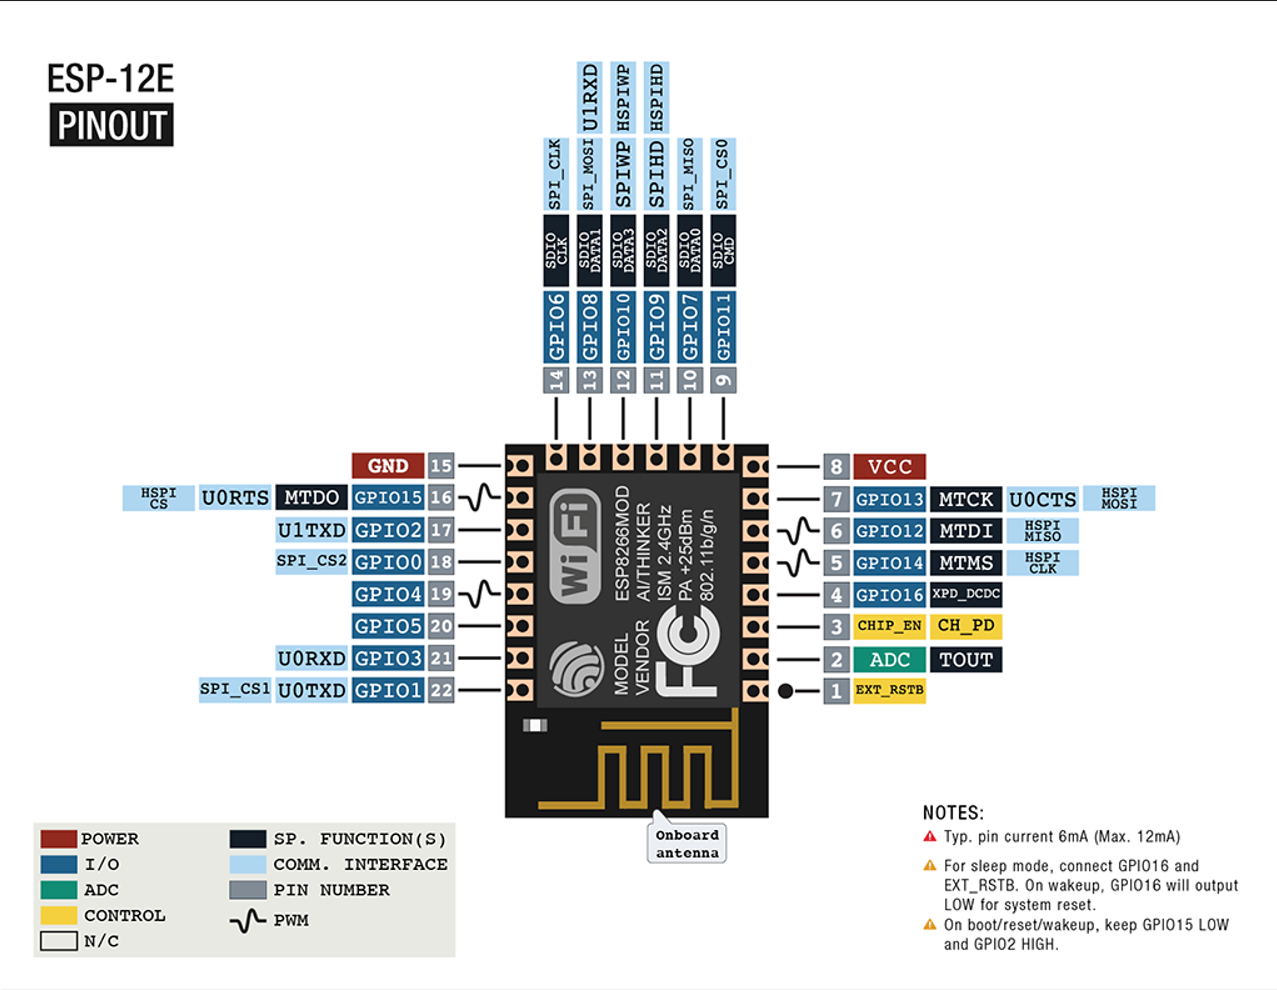 ESP-12E
PINOUT
U1RXD
HSPIWP
HSPIHD
SPI_CLK
SPI_MOSI
SPIWP
SPIHD
SPI_MISO
SPI_CS0
SDIO
CLK
SDIO
DATA1
SDIO
DATA3
SDIO
DATA2
SDIO
DATA0
SDIO
CMD
GPIO6
GPIO8
GPIO10
GPIO9
GPIO7
GPIO11
14
13
12
11
10
9
GND 15
HSPI
CS
U0RTS MTDO GPIO15 16
U1TXD GPIO2 17
SPI_CS2 GPIO0 18
GPIO4 19
GPIO5 20
U0RXD GPIO3 21
SPI_CS1 U0TXD GPIO1 22
WiFi
FC
MODEL ESP8266MOD
VENDOR AI/THINKER
ISM 2.4GHz
PA +25dBm
802.11b/g/n
8 VCC
7 GPIO13 MTCK U0CTS
HSPI
MOSI
6 GPIO12 MTDI
HSPI
MISO
5 GPIO14 MTMS
HSPI
CLK
4 GPIO16 XPD_DCDC
3 CHIP_EN CH_PD
2 ADC TOUT
1 EXT_RSTB
Onboard
antenna
POWER
I/O
ADC
CONTROL
N/C
SP. FUNCTION(S)
COMM. INTERFACE
PIN NUMBER
PWM
NOTES:
Typ. pin current 6mA (Max. 12mA)
For sleep mode, connect GPIO16 and
EXT_RSTB. On wakeup, GPIO16 will output
LOW for system reset.
On boot/reset/wakeup, keep GPIO15 LOW
and GPIO2 HIGH.